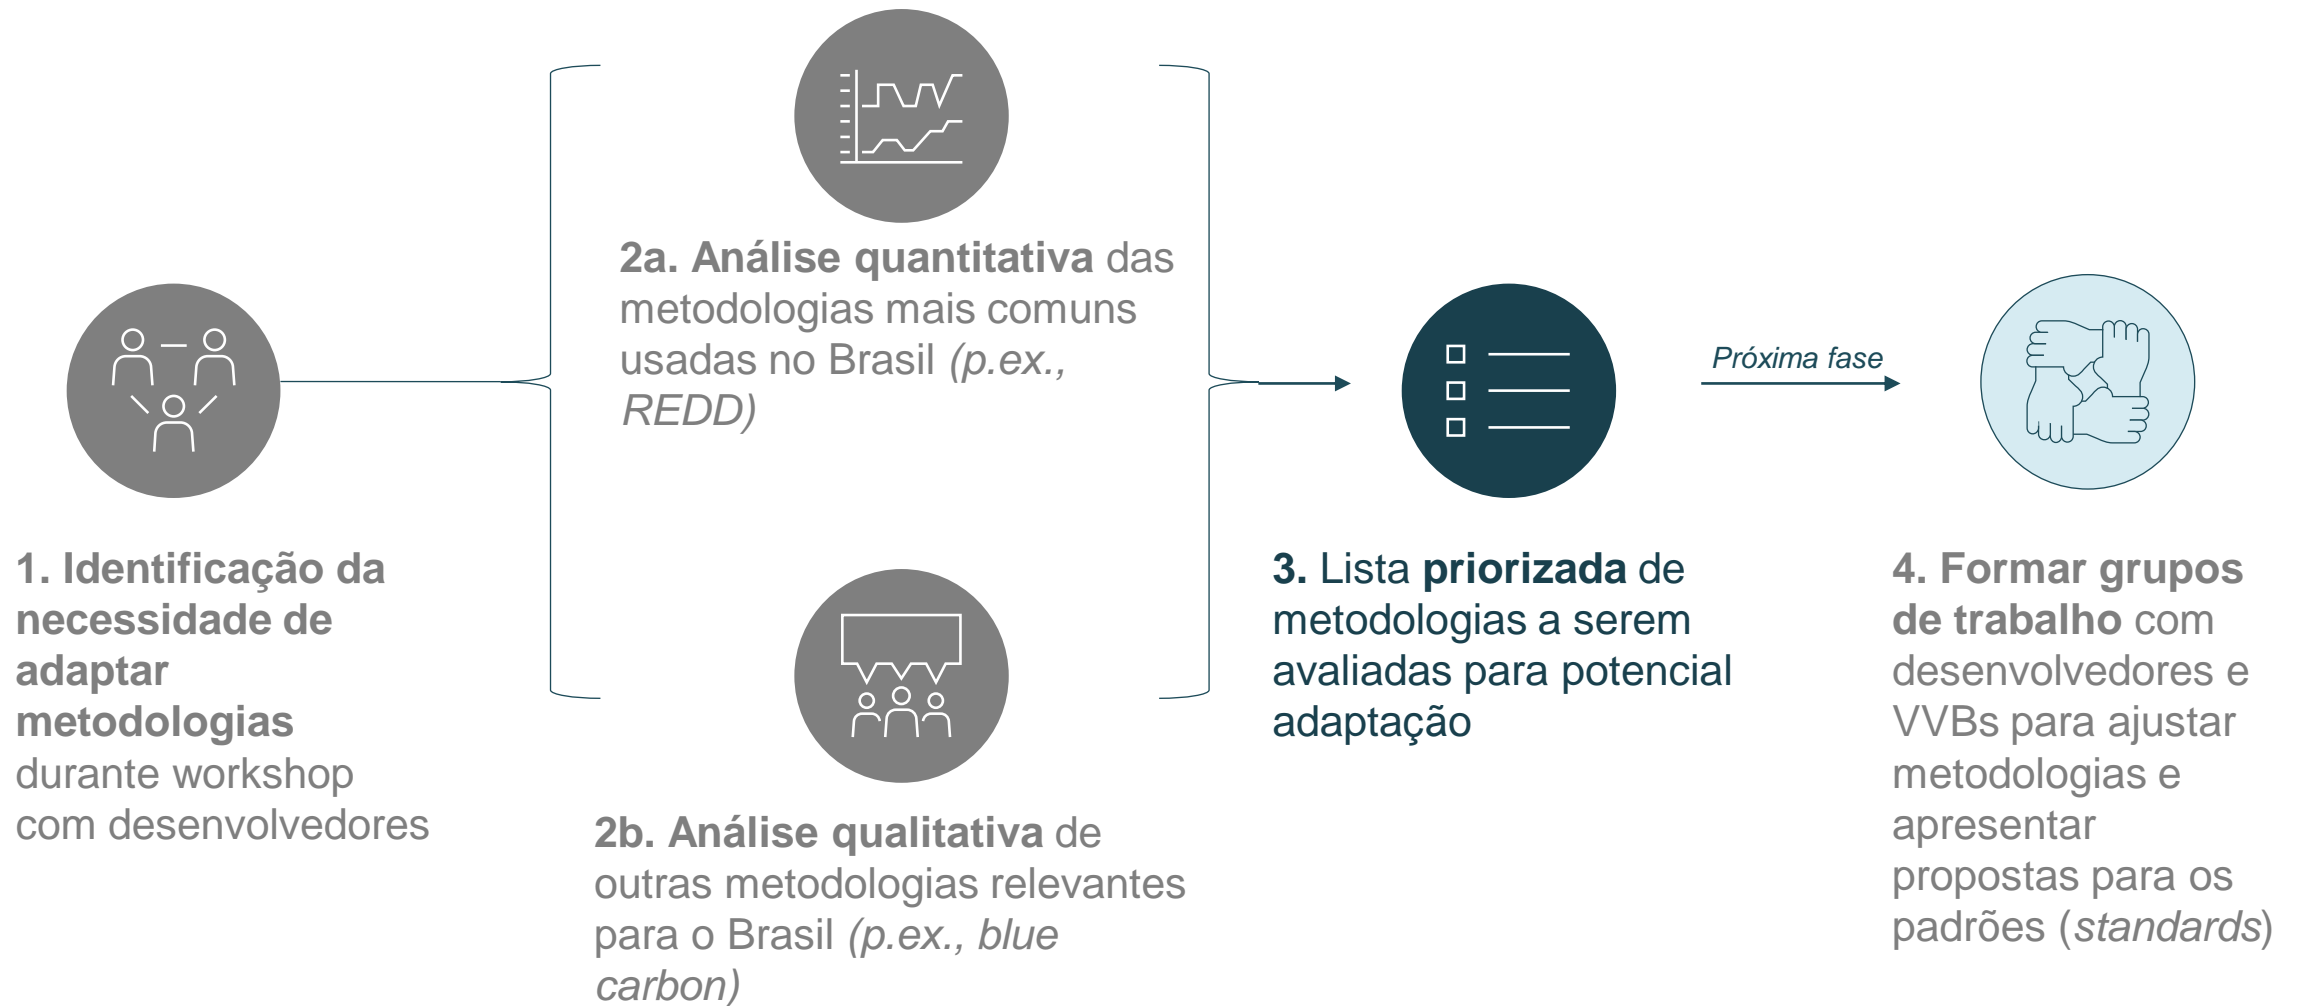 1. Identificação da
necessidade de
adaptar
metodologias
durante workshop
com desenvolvedores
2a. Análise quantitativa das
metodologias mais comuns
usadas no Brasil (p.ex.,
REDD)
2b. Análise qualitativa de
outras metodologias relevantes
para o Brasil (p.ex., blue
carbon)
3. Lista priorizada de
metodologias a serem
avaliadas para potencial
adaptação
Próxima fase
4. Formar grupos
de trabalho com
desenvolvedores e
VVBs para ajustar
metodologias e
apresentar
propostas para os
padrões (standards)